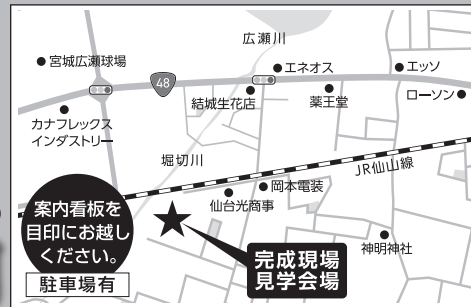 広瀬川
宮城広瀬球場
エネオス
エッソ
48
結城生花店
薬王堂
ローソン
カナフレックス
インダストリー
堀切川
JR仙山線
岡本電装
仙台光商事
案内看板を
目印にお越し
ください。
駐車場有
完成現場
見学会場
神明神社